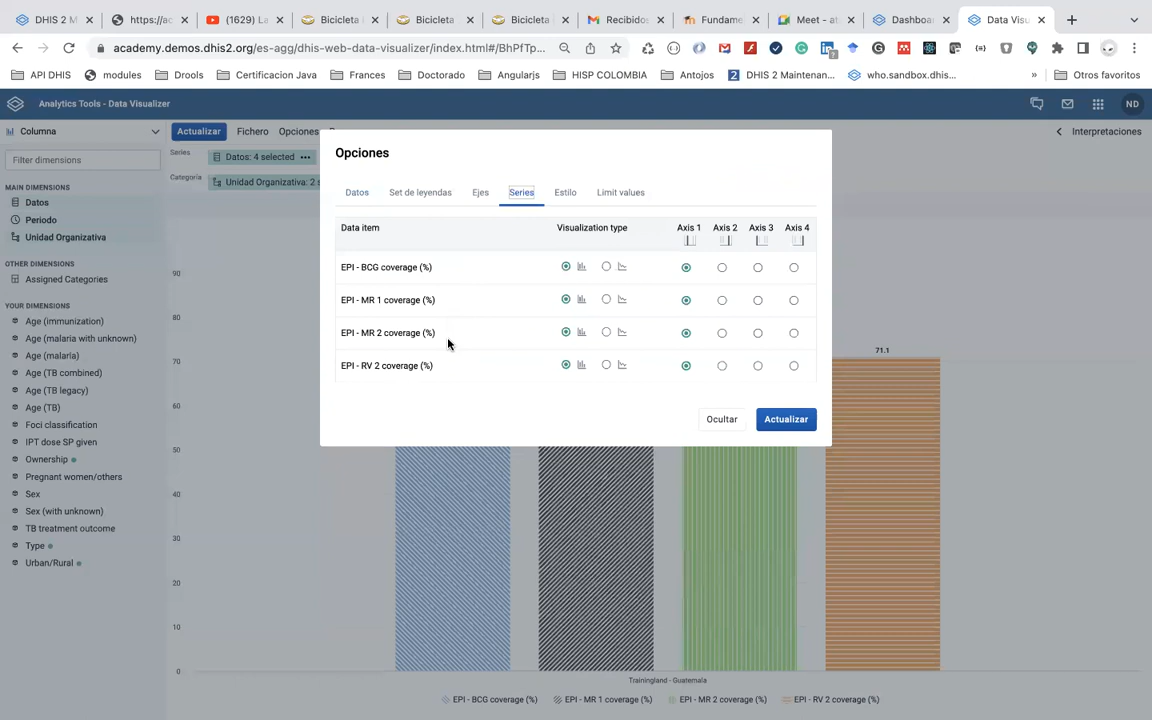 DHIS 2 M
https://ac
(1629) La
Bicicleta
Bicicleta
Bicicleta
Recibidos
Fundame
Meet - at
Dashboar
Data Visu
academy.demos.dhis2.org/es-agg/dhis-web-data-visualizer/index.html#/BhPfTp...
API DHIS
modules
Drools
Certificacion Java
Frances
Doctorado
Angularjs
HISP COLOMBIA
Antojos
DHIS 2 Maintenan...
who.sandbox.dhis...
»
Otros favoritos
Analytics Tools - Data Visualizer
ND
Columna
Actualizar
Fichero
Opciones
Interpretaciones
Filter dimensions
Series
Datos: 4 selected •••
Categoría
Unidad Organizativa: 2 s
MAIN DIMENSIONS
Datos
Periodo
Unidad Organizativa
OTHER DIMENSIONS
Assigned Categories
YOUR DIMENSIONS
Age (immunization)
Age (malaria with unknown)
Age (malaria)
Age (TB combined)
Age (TB legacy)
Age (TB)
Foci classification
IPT dose SP given
Ownership
Pregnant women/others
Sex
Sex (with unknown)
TB treatment outcome
Type
Urban/Rural
Opciones
Datos
Set de leyendas
Ejes
Series
Estilo
Limit values
Data item
Visualization type
Axis 1
Axis 2
Axis 3
Axis 4
EPI - BCG coverage (%)
EPI - MR 1 coverage (%)
EPI - MR 2 coverage (%)
EPI - RV 2 coverage (%)
Ocultar
Actualizar
90
80
70
60
50
40
30
20
10
0
71.1
Trainingland - Guatemala
EPI - BCG coverage (%)
EPI - MR 1 coverage (%)
EPI - MR 2 coverage (%)
EPI - RV 2 coverage (%)